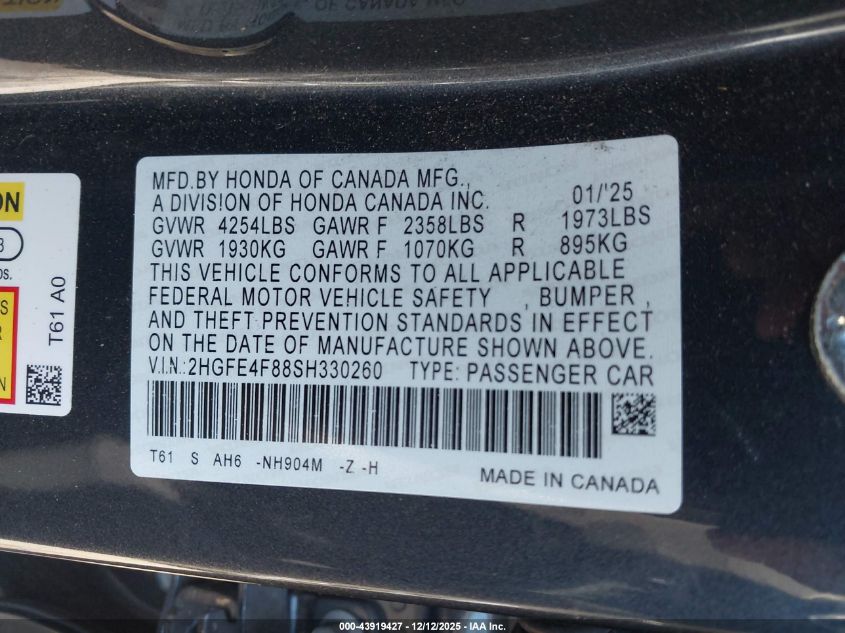 MFD.BY HONDA OF CANADA MFG.,
A DIVISION OF HONDA CANADA INC. 01/'25
GVWR 4254LBS GAWR F 2358LBS R 1973LBS
GVWR 1930KG GAWR F 1070KG R 895KG
THIS VEHICLE CONFORMS TO ALL APPLICABLE
FEDERAL MOTOR VEHICLE SAFETY , BUMPER ,
AND THEFT PREVENTION STANDARDS IN EFFECT
ON THE DATE OF MANUFACTURE SHOWN ABOVE.
V.I.N.:2HGFE4F88SH330260 TYPE: PASSENGER CAR
T61 S AH6 -NH904M -Z -H
MADE IN CANADA
ON
3
OS.
S
R
T61 A0
000-43919427 - 12/12/2025 - IAA Inc.